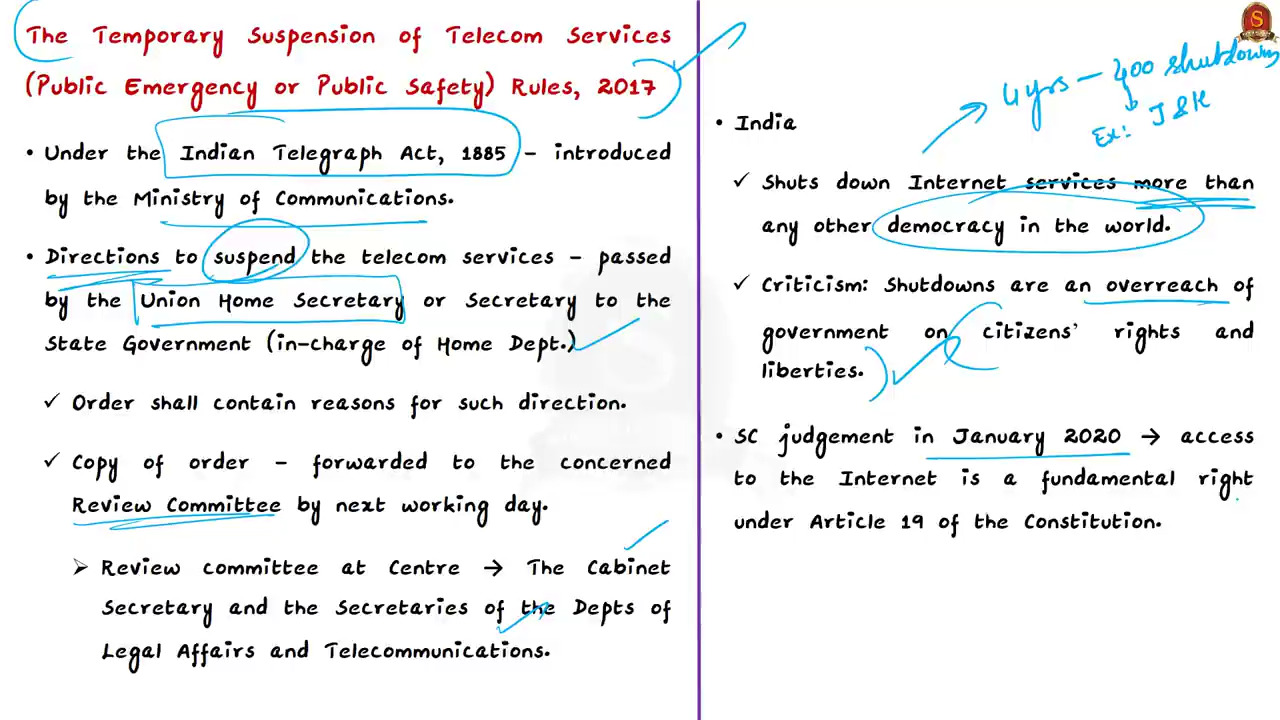 The Temporary Suspension of Telecom Services
(Public Emergency or Public Safety) Rules, 2017
• Under the Indian Telegraph Act, 1885 – introduced
by the Ministry of Communications.
• Directions to suspend the telecom services – passed
by the Union Home Secretary or Secretary to the
State Government (in-charge of Home Dept.)
✓ Order shall contain reasons for such direction.
✓ Copy of order – forwarded to the concerned
Review Committee by next working day.
➢ Review committee at Centre → The Cabinet
Secretary and the Secretaries of the Depts of
Legal Affairs and Telecommunications.
4 yrs – 400 shutdowns
Ex: J & K
• India
✓ Shuts down Internet services more than
any other democracy in the world.
✓ Criticism: Shutdowns are an overreach of
government on citizens' rights and
liberties.
• SC judgement in January 2020 → access
to the Internet is a fundamental right
under Article 19 of the Constitution.